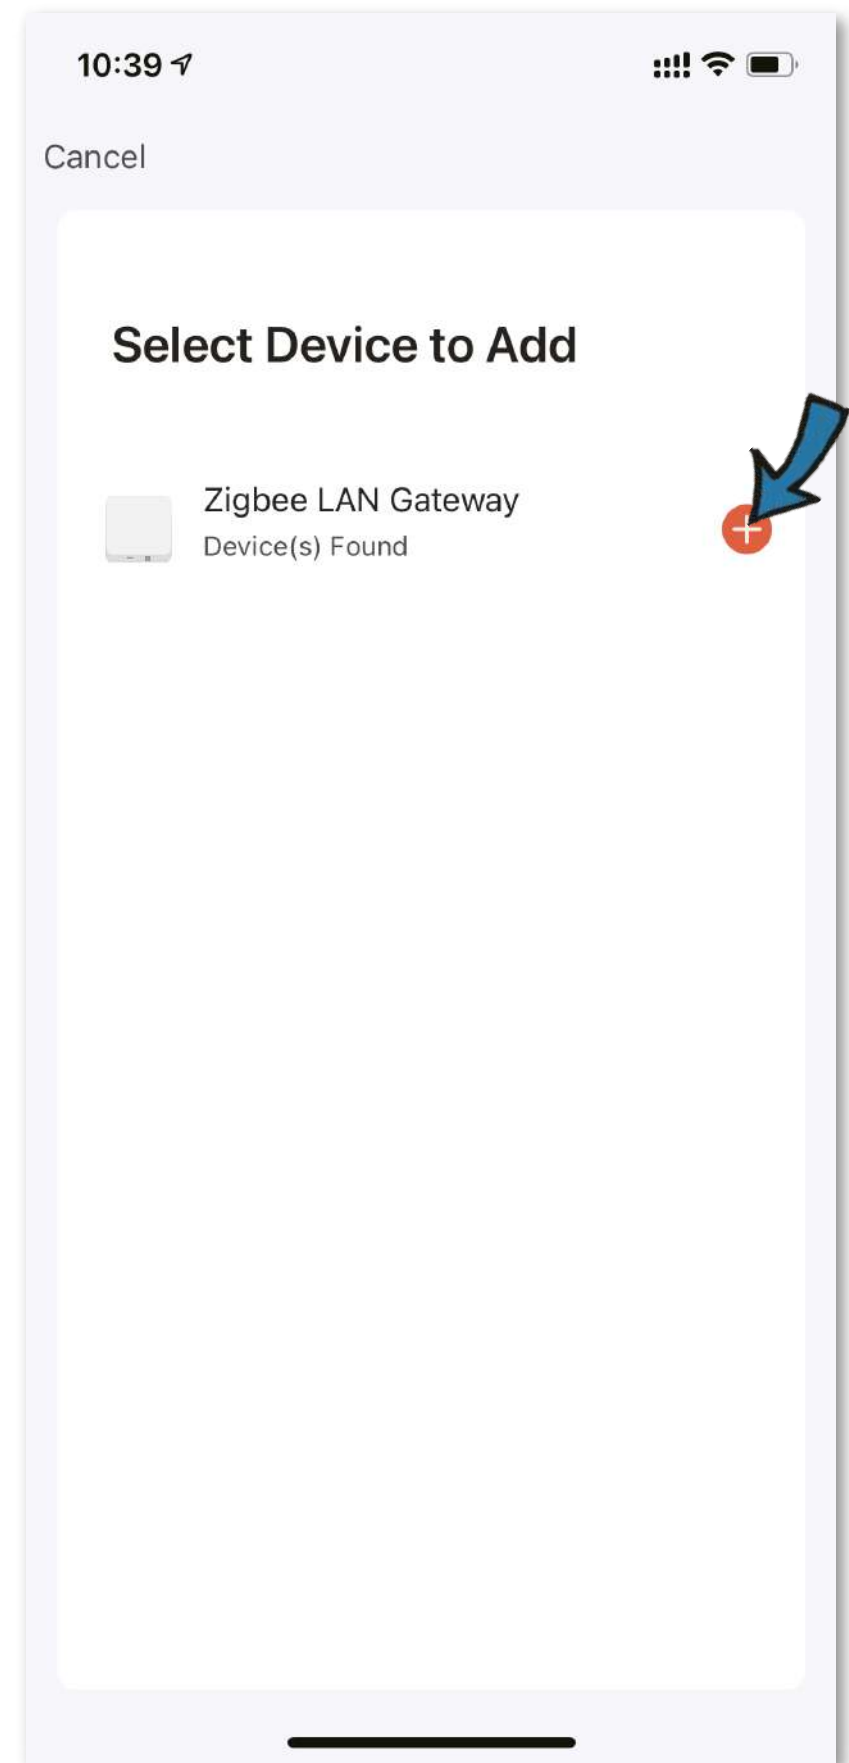 10:39
Cancel
Select Device to Add
Zigbee LAN Gateway
Device(s) Found